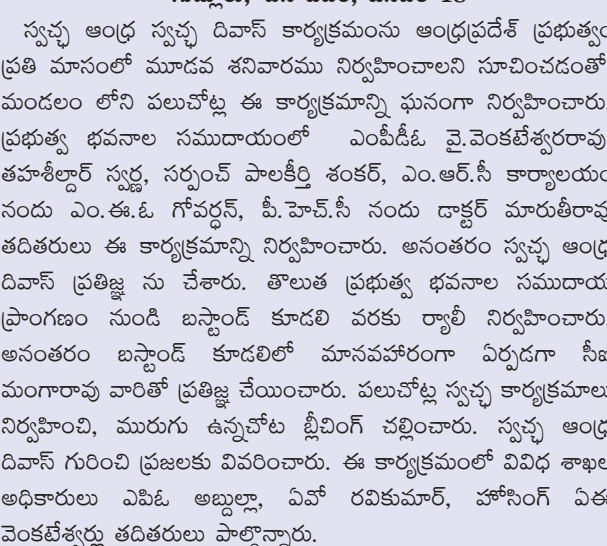 స్వచ్ఛ ఆంధ్ర స్వచ్ఛ దివాస్ కార్యక్రమంను ఆంధ్రప్రదేశ్ ప్రభుత్వం
ప్రతి మాసంలో మూడవ శనివారము నిర్వహించాలని సూచించడంతో
మండలం లోని పలుచోట్ల ఈ కార్యక్రమాన్ని ఘనంగా నిర్వహించారు.
ప్రభుత్వ భవనాల సముదాయంలో ఎంపీడీఓ వై.వెంకటేశ్వరరావు,
తహశీల్దార్ స్వర్ణ, సర్పంచ్ పాలకీర్తి శంకర్, ఎం.ఆర్.సీ కార్యాలయం
నందు ఎం.ఈ.ఓ గోవర్ధన్, పీ.హెచ్.సీ నందు డాక్టర్ మారుతీరావు
తదితరులు ఈ కార్యక్రమాన్ని నిర్వహించారు. అనంతరం స్వచ్ఛ ఆంధ్ర
దివాస్ ప్రతిజ్ఞ ను చేశారు. తొలుత ప్రభుత్వ భవనాల సముదాయ
ప్రాంగణం నుండి బస్టాండ్ కూడలి వరకు ర్యాలీ నిర్వహించారు.
అనంతరం బస్టాండ్ కూడలిలో మానవహారంగా ఏర్పడగా సీఐ
మంగారావు వారితో ప్రతిజ్ఞ చేయించారు. పలుచోట్ల స్వచ్ఛ కార్యక్రమాలు
నిర్వహించి, మురుగు ఉన్నచోట బ్లీచింగ్ చల్లించారు. స్వచ్ఛ ఆంధ్ర
దివాస్ గురించి ప్రజలకు వివరించారు. ఈ కార్యక్రమంలో వివిధ శాఖల
అధికారులు ఎపిఓ అబ్దుల్లా, ఏవో రవికుమార్, హోసింగ్ ఏఈ
వెంకటేశ్వర్లు తదితరులు పాల్గొన్నారు.